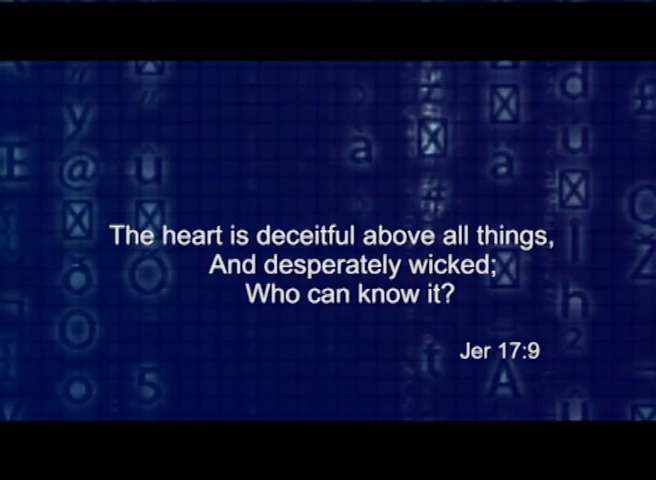 The heart is deceitful above all things,
And desperately wicked;
Who can know it?
Jer 17:9